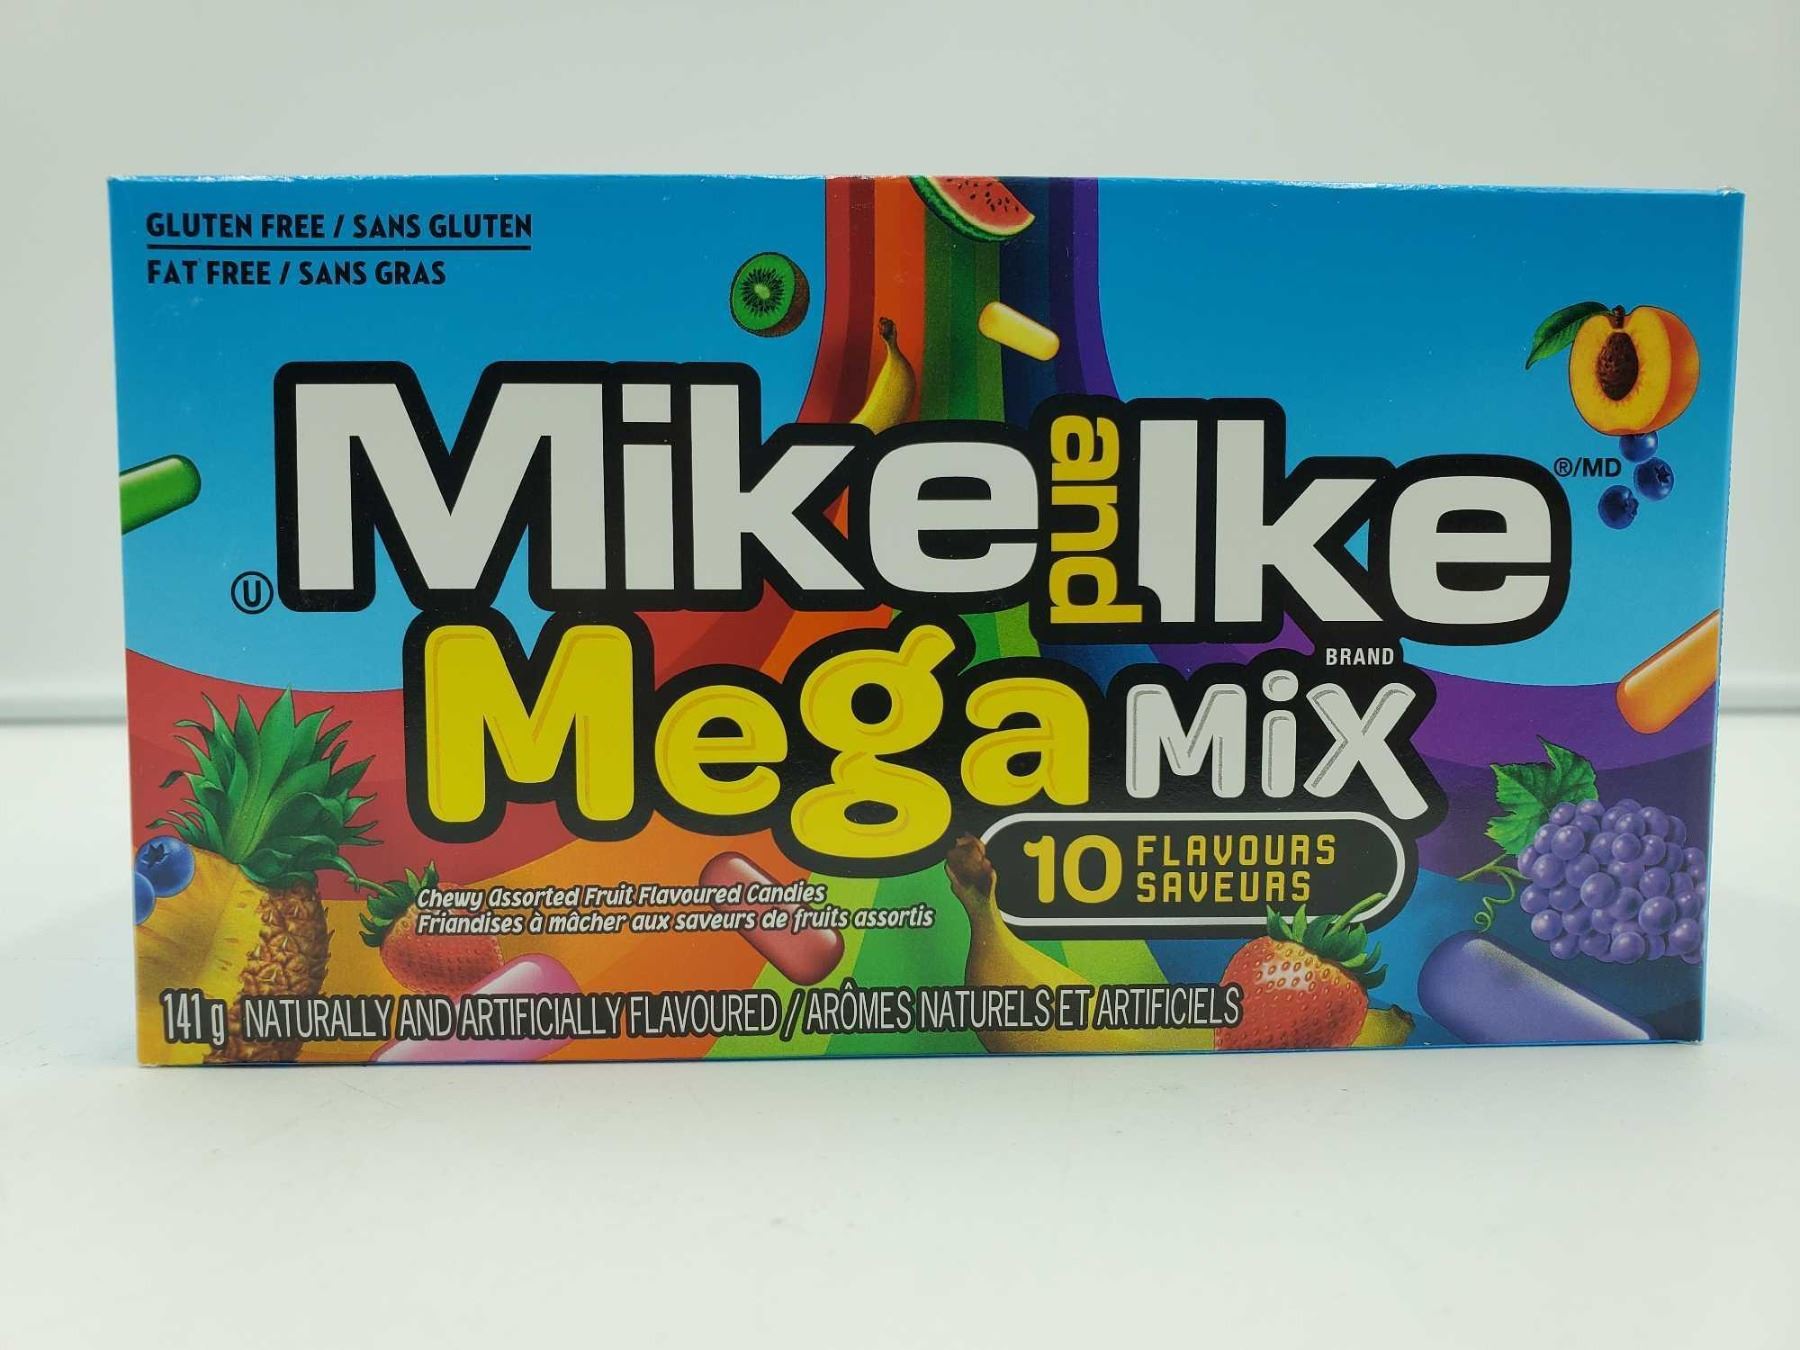 GLUTEN FREE / SANS GLUTEN
FAT FREE / SANS GRAS
Mike and Ike ®/MD
Ⓤ
BRAND
Mega MiX
10 FLAVOURS
SAVEURS
Chewy Assorted Fruit Flavoured Candies
Friandises à mâcher aux saveurs de fruits assortis
141 g NATURALLY AND ARTIFICIALLY FLAVOURED / ARÔMES NATURELS ET ARTIFICIELS